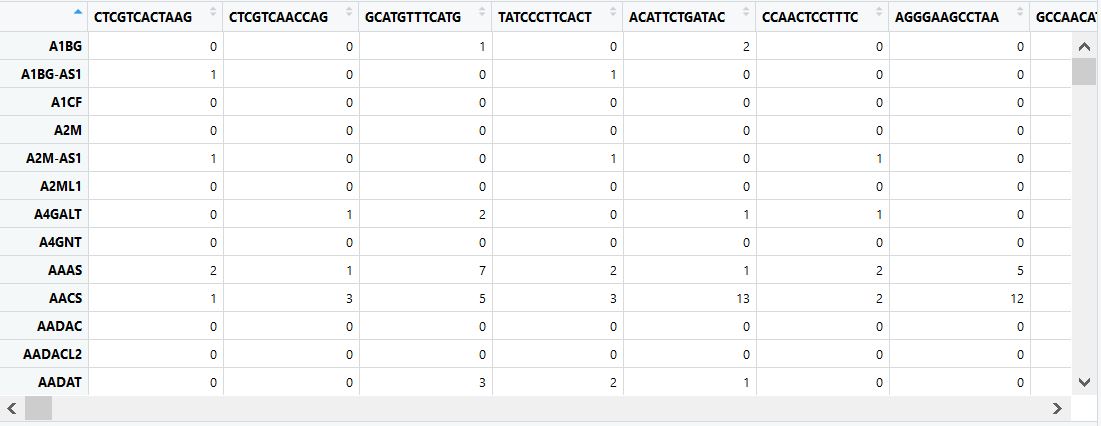 CTCGTCACTAAG CTCGTCAACCAG GCATGTTTCATG TATCCCTTCACT ACATTCTGATAC CCAACTCCTTTC AGGGAAGCCTAA
A1BG 0 0 1 0 2 0 0
A1BG-AS1 1 0 0 1 0 0 0
A1CF 0 0 0 0 0 0 0
A2M 0 0 0 0 0 0 0
A2M-AS1 1 0 0 1 0 1 0
A2ML1 0 0 0 0 0 0 0
A4GALT 0 1 2 0 1 1 0
A4GNT 0 0 0 0 0 0 0
AAAS 2 1 7 2 1 2 5
AACS 1 3 5 3 13 2 12
AADAC 0 0 0 0 0 0 0
AADACL2 0 0 0 0 0 0 0
AADAT 0 0 3 2 1 0 0